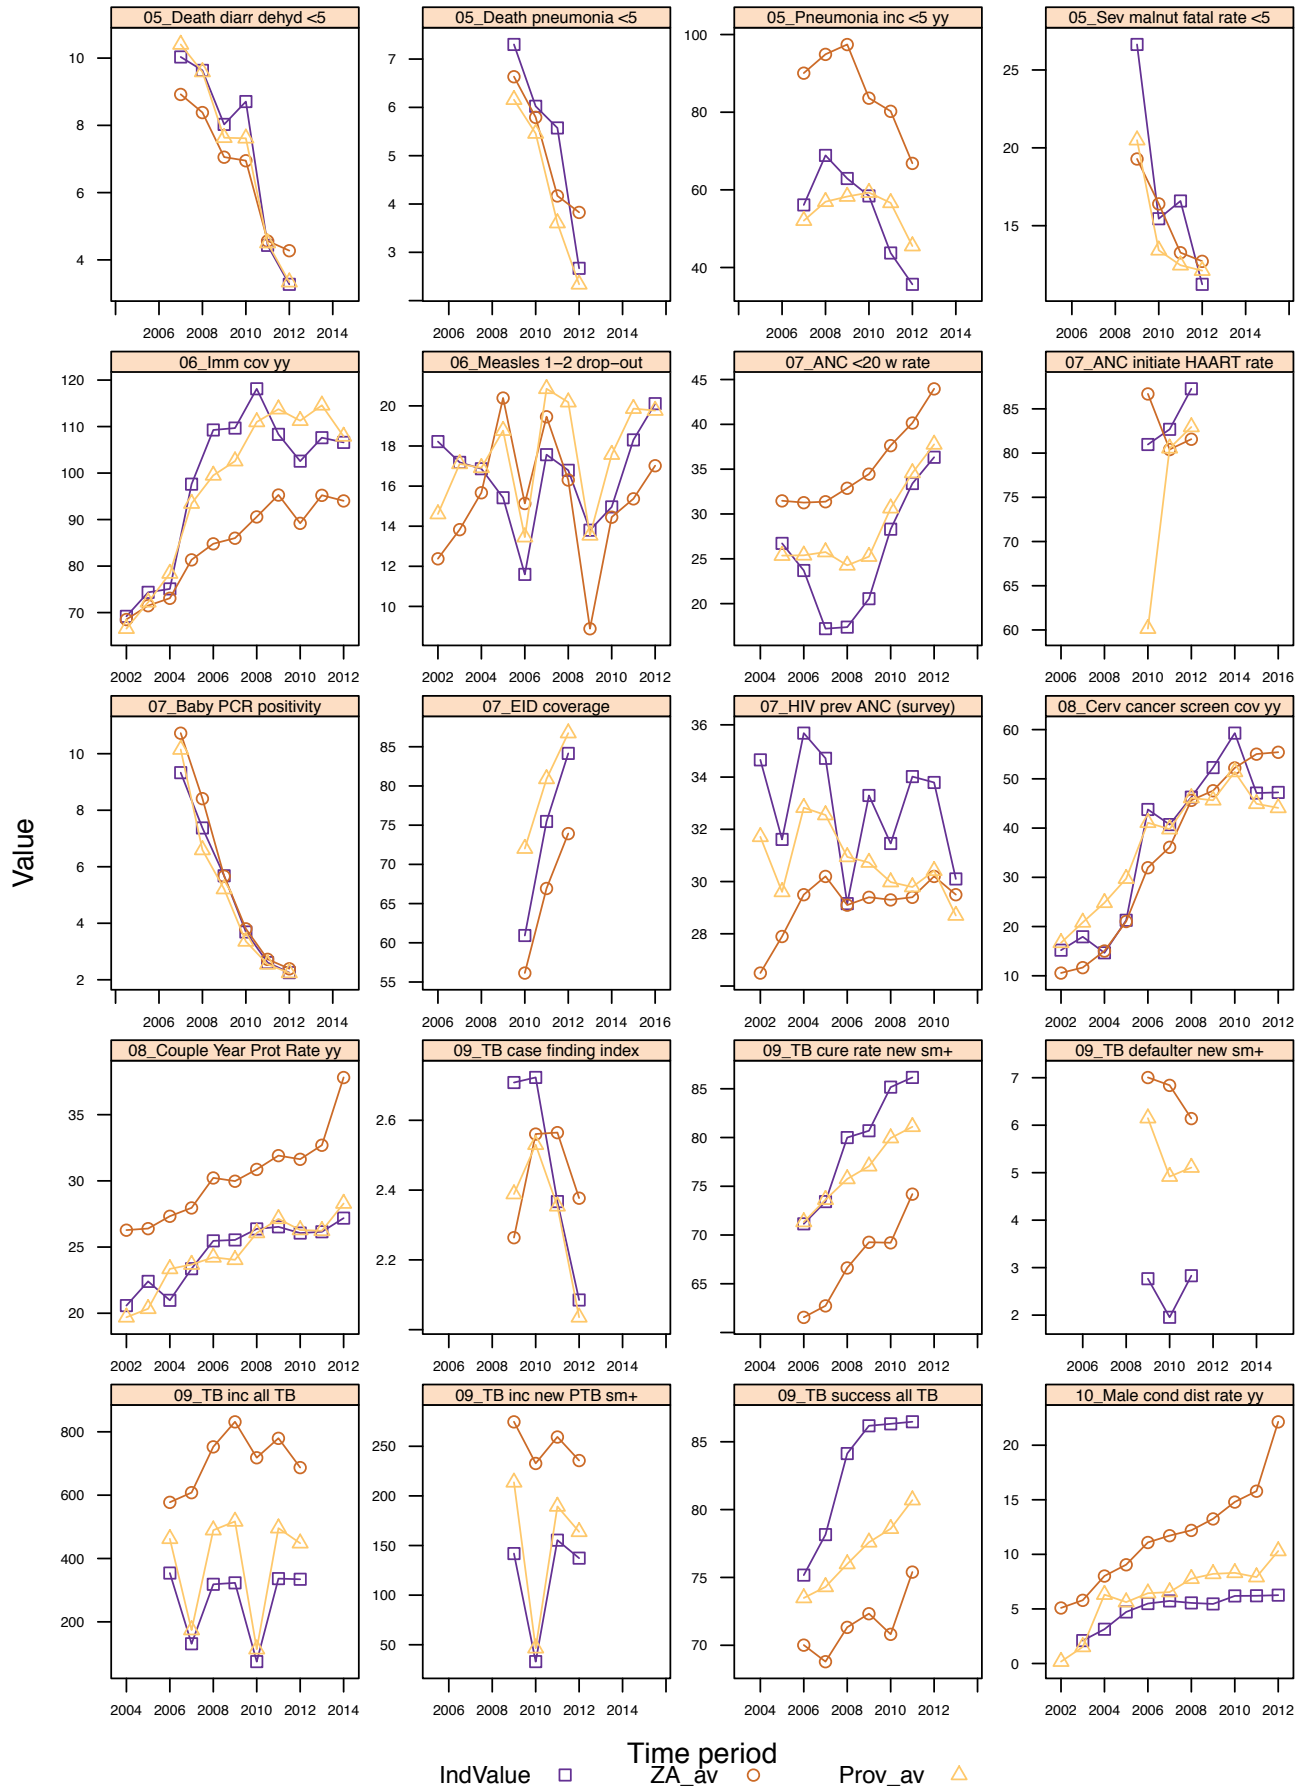 05_Death diarr dehyd <5 05_Death pneumonia <5 05_Pneumonia inc <5 yy 05_Sev malnut fatal rate <5
10 8 6 4
7 6 5 4 3
100 80 60 40
25 20 15
2006 2008 2010 2012 2014 2006 2008 2010 2012 2014 2006 2008 2010 2012 2014 2006 2008 2010 2012 2014
06_Imm cov yy 06_Measles 1−2 drop−out 07_ANC <20 w rate 07_ANC initiate HAART rate
120 110 100 90 80 70
20 18 16 14 12 10
45 40 35 30 25 20
85 80 75 70 65 60
2002 2004 2006 2008 2010 2012 2002 2004 2006 2008 2010 2012 2004 2006 2008 2010 2012 2014 2006 2008 2010 2012 2014 2016
07_Baby PCR positivity 07_EID coverage 07_HIV prev ANC (survey) 08_Cerv cancer screen cov yy
10 8 6 4 2
85 80 75 70 65 60 55
36 34 32 30 28
60 50 40 30 20 10
2006 2008 2010 2012 2014 2006 2008 2010 2012 2014 2016 2002 2004 2006 2008 2010 2002 2004 2006 2008 2010 2012
08_Couple Year Prot Rate yy 09_TB case finding index 09_TB cure rate new sm+ 09_TB defaulter new sm+
35 30 25 20
2.6 2.4 2.2
85 80 75 70 65
7 6 5 4 3 2
2002 2004 2006 2008 2010 2012 2014 2006 2008 2010 2012 2014 2004 2006 2008 2010 2012 2014 2006 2008 2010 2012 2014
09_TB inc all TB 09_TB inc new PTB sm+ 09_TB success all TB 10_Male cond dist rate yy
800 600 400 200
250 200 150 100 50
85 80 75 70
20 15 10 5 0
2004 2006 2008 2010 2012 2014 2006 2008 2010 2012 2014 2004 2006 2008 2010 2012 2014 2002 2004 2006 2008 2010 2012
Value
Time period
IndValue ZA_av Prov_av